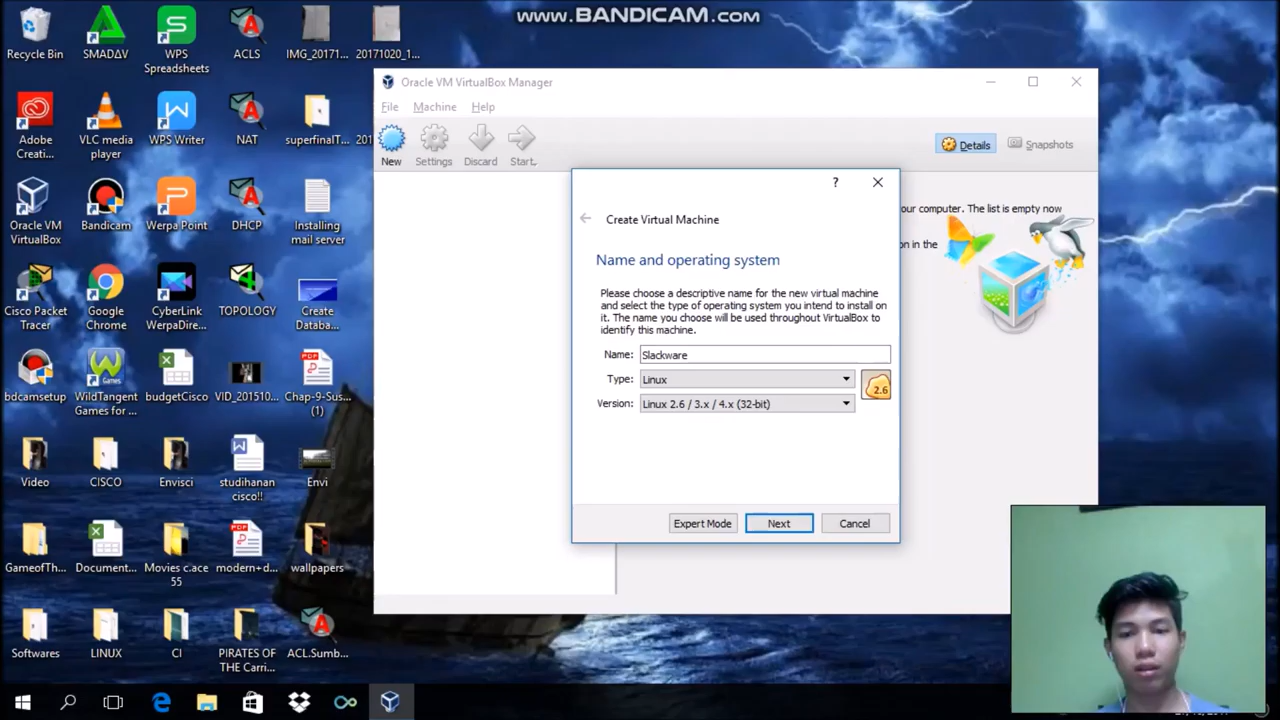 www.BANDICAM.com
Recycle Bin
SMADAV
WPS
Spreadsheets
ACLS
IMG_20171...
20171020_1...
Adobe
Creati...
VLC media
player
WPS Writer
NAT
superfinalT...
Oracle VM
VirtualBox
Bandicam
Werpa Point
DHCP
Installing
mail server
Cisco Packet
Tracer
Google
Chrome
CyberLink
WerpaDire...
TOPOLOGY
Create
Databa...
bdcamsetup
WildTangent
Games for ...
budgetCisco
VID_201510...
Chap-9-Sus...
(1)
Video
CISCO
Envisci
studihanan
cisco!!
Envi
GameofTh...
Document...
Movies c.ace
55
modern+d...
wallpapers
Softwares
LINUX
CI
PIRATES OF
THE Carri...
ACL.Sumb...
Oracle VM VirtualBox Manager
File Machine Help
New Settings Discard Start.
Details Snapshots
our computer. The list is empty now
on in the
?
Create Virtual Machine
Name and operating system
Please choose a descriptive name for the new virtual machine
and select the type of operating system you intend to install on
it. The name you choose will be used throughout VirtualBox to
identify this machine.
Name: Slackware
Type: Linux
2.6
Version: Linux 2.6 / 3.x / 4.x (32-bit)
Expert Mode Next Cancel